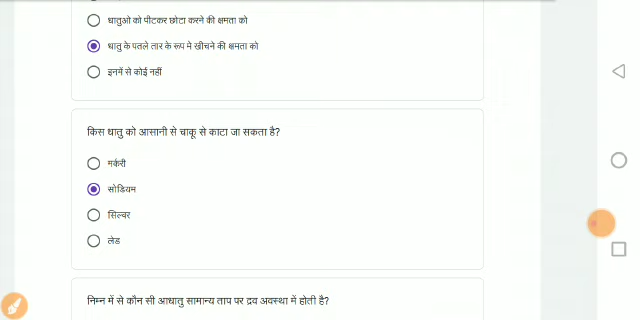 धातुओ को पीटकर छोटा करने की क्षमता को
धातु के पतले तार के रूप मे खीचने की क्षमता को
इनमें से कोई नहीं
किस धातु को आसानी से चाकू से काटा जा सकता है?
मर्करी
सोडियम
सिल्वर
लेड
निम्न में से कौन सी आधातु सामान्य ताप पर द्रव अवस्था में होती है?